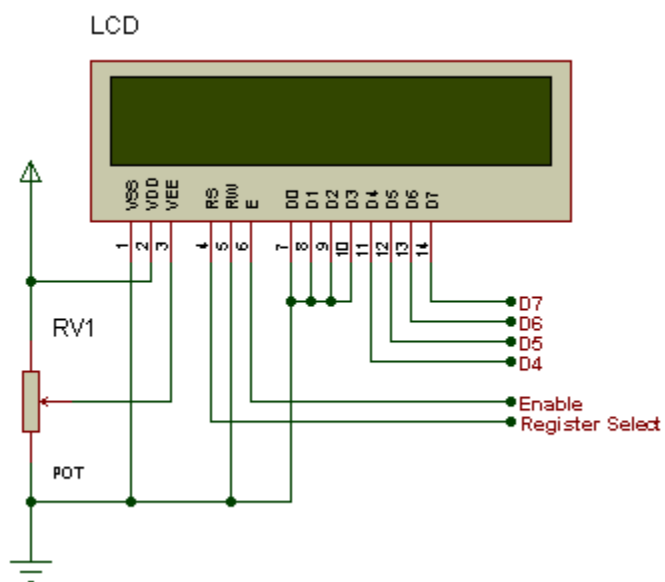 LCD
VSS VDD VEE RS RW E D0 D1 D2 D3 D4 D5 D6 D7
1 2 3 4 5 6 7 8 9 10 11 12 13 14
D7
RV1
D6
D5
D4
Enable
Register Select
POT